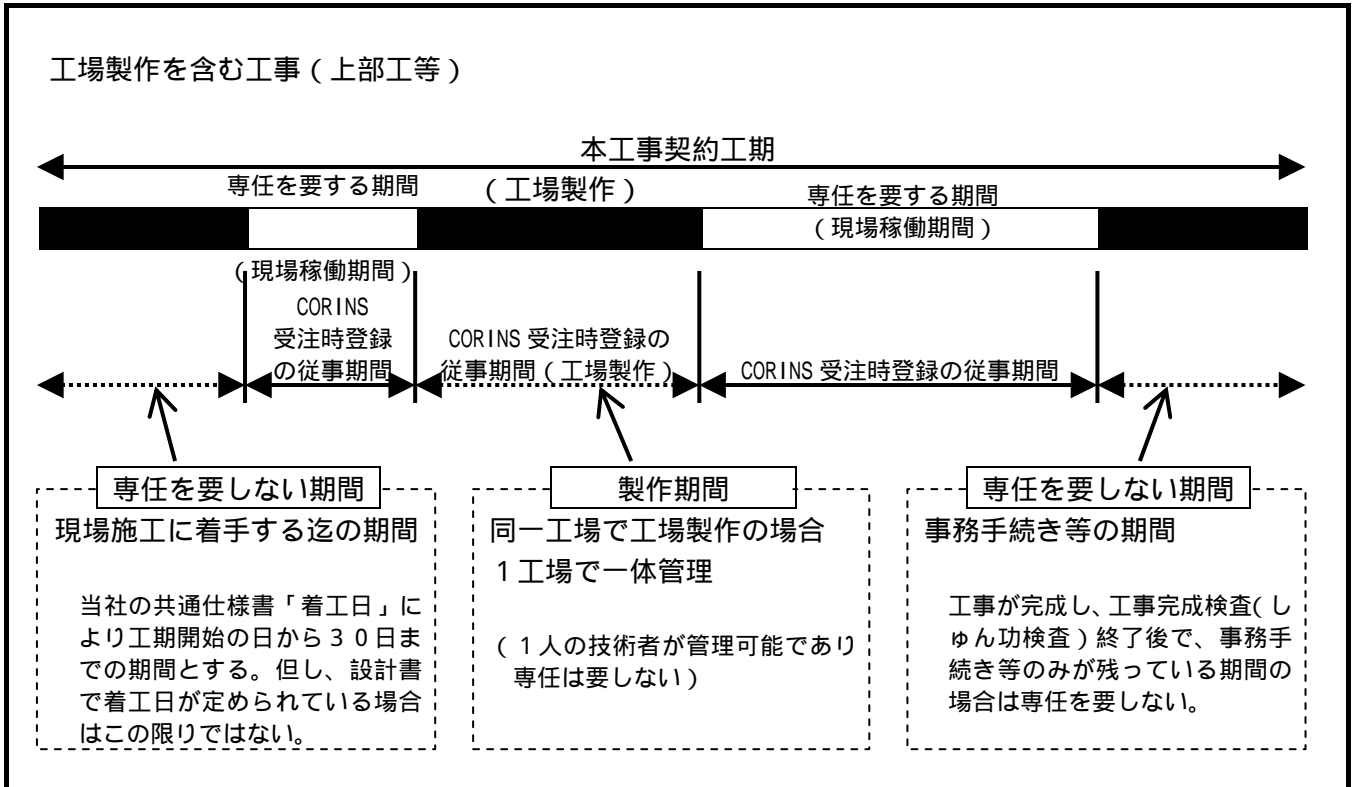 工場製作を含む工事（上部工等）
本工事契約工期
専任を要する期間
（工場製作）
専任を要する期間
（現場稼働期間）
（現場稼働期間）
CORINS
受注時登録
の従事期間
CORINS 受注時登録の
従事期間（工場製作）
CORINS 受注時登録の従事期間
専任を要しない期間
現場施工に着手する迄の期間
当社の共通仕様書「着工日」に
より工期開始の日から３０日ま
での期間とする。但し、設計書
で着工日が定められている場合
はこの限りではない。
製作期間
同一工場で工場製作の場合
１工場で一体管理
（１人の技術者が管理可能であり
専任は要しない）
専任を要しない期間
事務手続き等の期間
工事が完成し、工事完成検査（し
ゅん功検査）終了後で、事務手
続き等のみが残っている期間の
場合は専任を要しない。